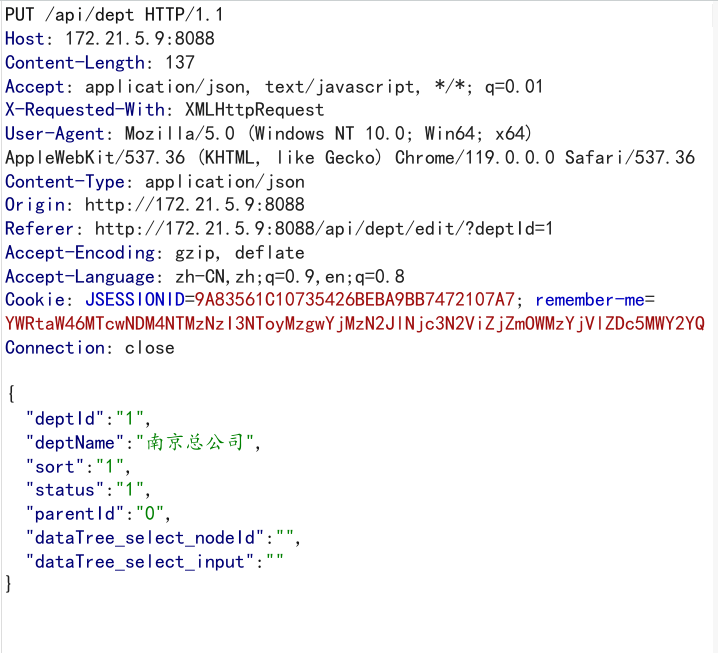 PUT /api/dept HTTP/1.1
Host: 172.21.5.9:8088
Content-Length: 137
Accept: application/json, text/javascript, */*; q=0.01
X-Requested-With: XMLHttpRequest
User-Agent: Mozilla/5.0 (Windows NT 10.0; Win64; x64)
AppleWebKit/537.36 (KHTML, like Gecko) Chrome/119.0.0.0 Safari/537.36
Content-Type: application/json
Origin: http://172.21.5.9:8088
Referer: http://172.21.5.9:8088/api/dept/edit/?deptId=1
Accept-Encoding: gzip, deflate
Accept-Language: zh-CN,zh;q=0.9,en;q=0.8
Cookie: JSESSIONID=9A83561C10735426BEBA9BB7472107A7; remember-me=
YWRtaW46MTcwNDM4NTMzNzI3NToyMzgwYjMzN2JlNjc3N2ViZjZmOWMzYjVlZDc5MWY2YQ
Connection: close
{
"deptId":"1",
"deptName":"南京总公司",
"sort":"1",
"status":"1",
"parentId":"0",
"dataTree_select_nodeId":"",
"dataTree_select_input":""
}